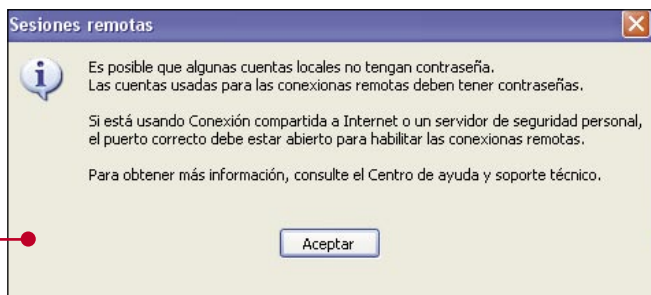 Sesiones remotas
Es posible que algunas cuentas locales no tengan contraseña.
Las cuentas usadas para las conexionas remotas deben tener contraseñas.
Si está usando Conexión compartida a Internet o un servidor de seguridad personal,
el puerto correcto debe estar abierto para habilitar las conexionas remotas.
Para obtener más información, consulte el Centro de ayuda y soporte técnico.
Aceptar